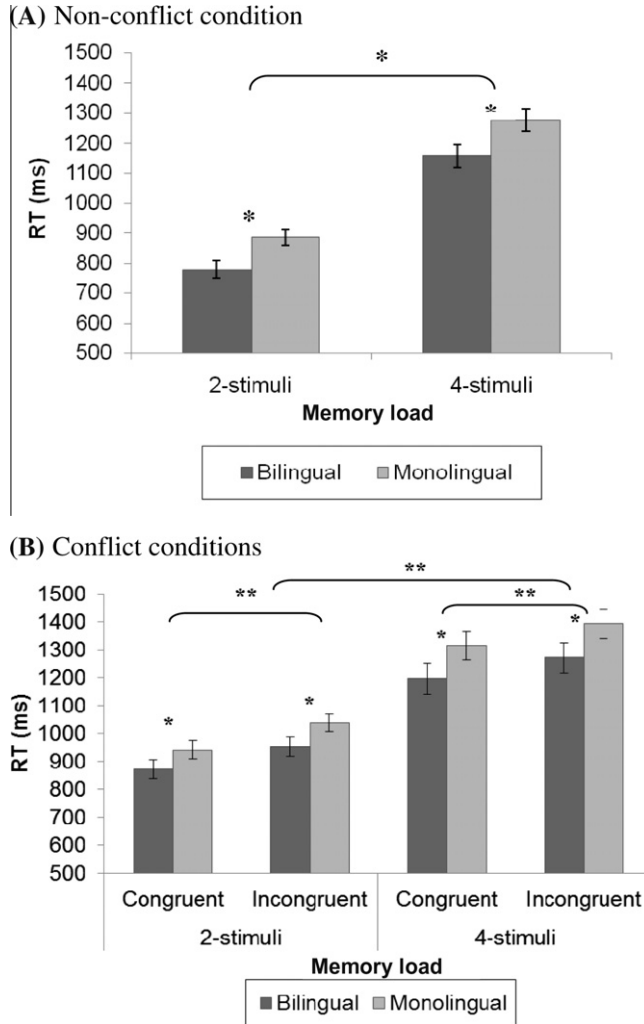 (A) Non-conflict condition
1500
1400
1300
1200
1100
1000
900
800
700
600
500
RT (ms)
*
*
*
2-stimuli 4-stimuli
Memory load
Bilingual Monolingual
(B) Conflict conditions
1500
1400
1300
1200
1100
1000
900
800
700
600
500
RT (ms)
**
**
**
*
*
*
*
Congruent Incongruent Congruent Incongruent
2-stimuli 4-stimuli
Memory load
Bilingual Monolingual